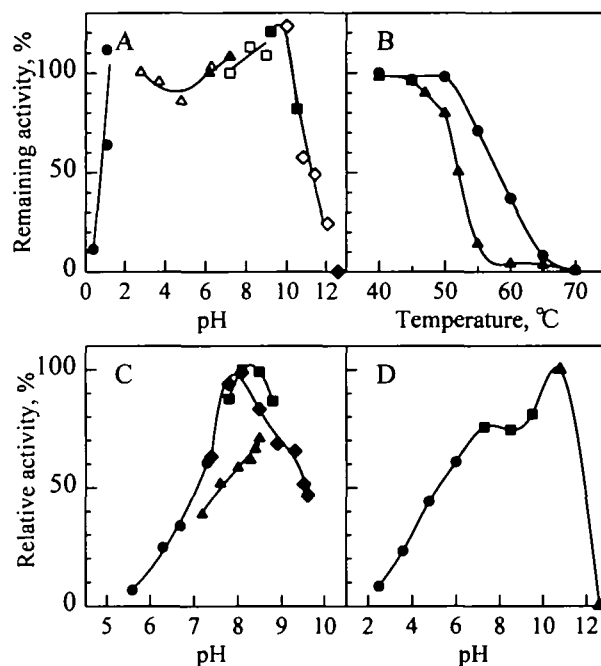 A
B
Remaining activity, %
100
50
0
0 2 4 6 8 10 12
pH
40 50 60 70
Temperature, °C
C
D
Relative activity, %
100
50
0
5 6 7 8 9 10
pH
2 4 6 8 10 12
pH